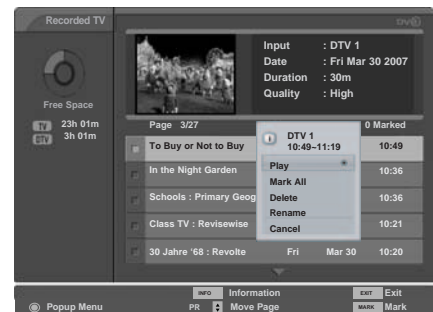 Recorded TV
DVR
Input : DTV 1
Date : Fri Mar 30 2007
Duration : 30m
Quality : High
Free Space
TV 23h 01m
DTV 3h 01m
Page 3/27 0 Marked
To Buy or Not to Buy 10:49
i DTV 1
10:49~11:19
Play
Mark All
Delete
Rename
Cancel
In the Night Garden 10:36
Schools : Primary Geog 10:36
Class TV : Revisewise 10:21
30 Jahre ‘68 : Revolte Fri Mar 30 10:20
INFO Information EXIT Exit
Popup Menu PR Move Page MARK Mark